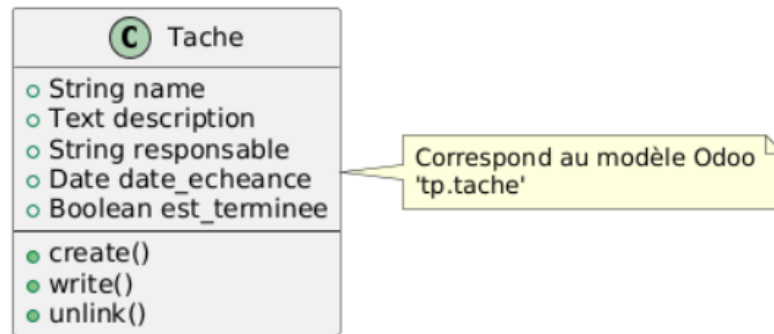 C Tache
String name
Text description
String responsable
Date date_echeance
Boolean est_terminee
create()
write()
unlink()
Correspond au modèle Odoo
'tp.tache'